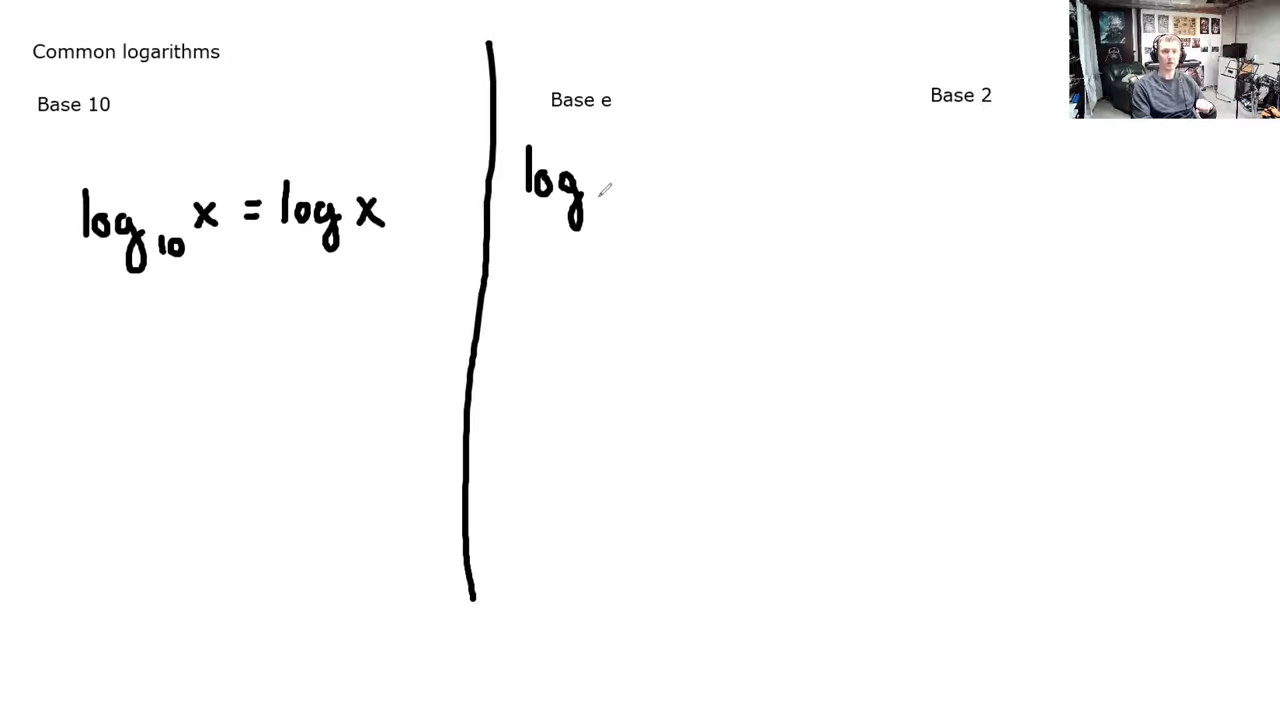 Common logarithms
Base 10
log₁₀ x = log x
Base e
log
Base 2